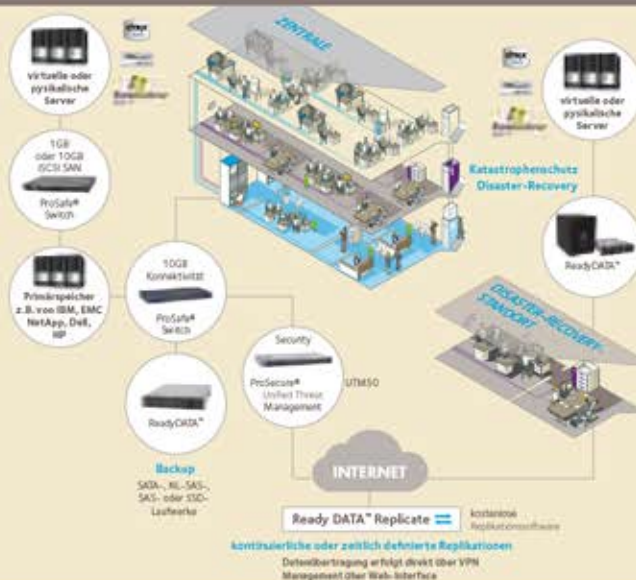 virtuelle oder
pysikalische
Server
1GB
oder 10GB
iSCSI SAN
ProSafe®
Switch
Primärspeicher
z.B. von IBM, EMC
NetApp, Dell,
HP
10GB
Konnektivität
ProSafe®
Switch
ReadyDATA™
Backup
SATA-, NL-SAS-,
SAS- oder SSD-
Laufwerke
ZENTRALE
Katastrophenschutz
Disaster-Recovery
virtuelle oder
pysikalische
Server
ReadyDATA™
DISASTER-RECOVERY-
STANDORT
Security
ProSecure® UTM50
Unified Threat
Management
INTERNET
Ready DATA™ Replicate
kostenlose
Replikationssoftware
kontinuierliche oder zeitlich definierte Replikationen
Datenübertragung erfolgt direkt über VPN
Management über Web-Interface